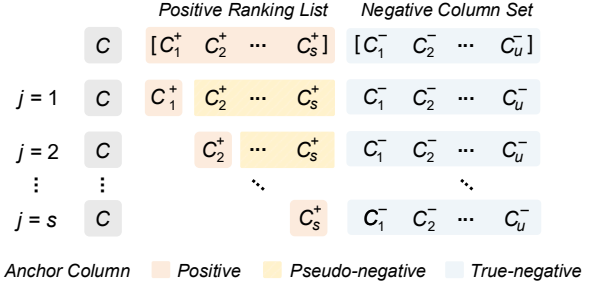 Positive Ranking List Negative Column Set
C [C₁⁺ C₂⁺ ··· Cₛ⁺] [C₁⁻ C₂⁻ ··· Cᵤ⁻]
j = 1 C C₁⁺ C₂⁺ ··· Cₛ⁺ C₁⁻ C₂⁻ ··· Cᵤ⁻
j = 2 C C₂⁺ ··· Cₛ⁺ C₁⁻ C₂⁻ ··· Cᵤ⁻
⋮ ⋮ ⋱ ⋱
j = s C Cₛ⁺ C₁⁻ C₂⁻ ··· Cᵤ⁻
Anchor Column Positive Pseudo-negative True-negative